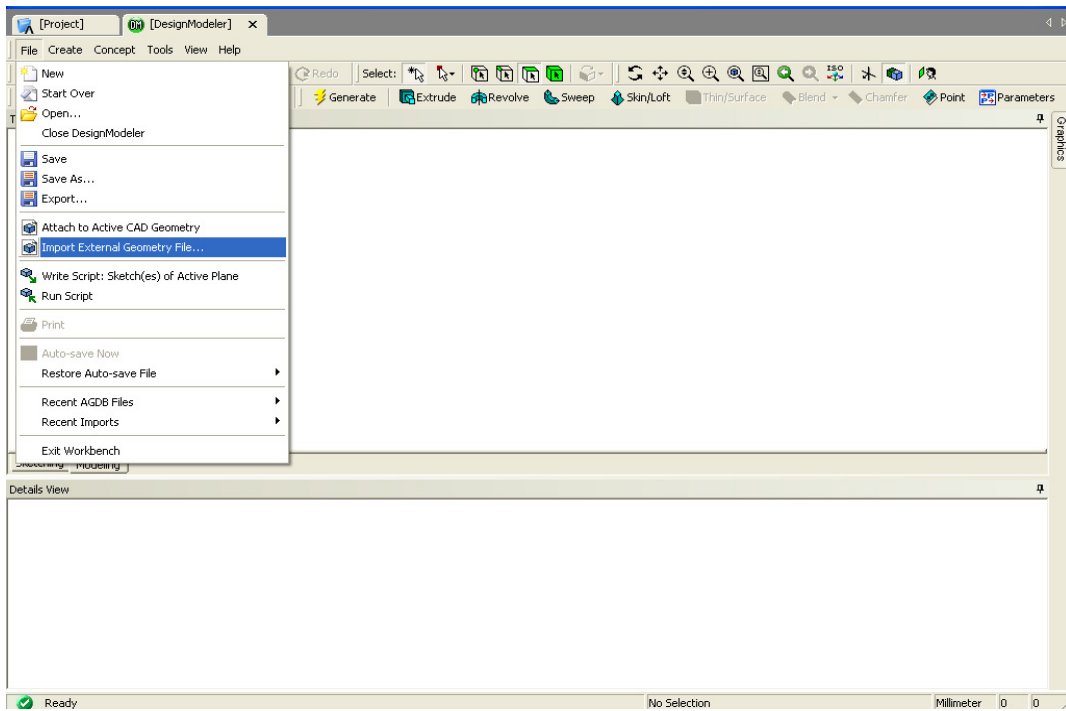 [Project] [DesignModeler] ×
File Create Concept Tools View Help
Redo Select: ISO
Generate Extrude Revolve Sweep Skin/Loft Thin/Surface Blend Chamfer Point Parameters
New
Start Over
Open...
Close DesignModeler
Save
Save As...
Export...
Attach to Active CAD Geometry
Import External Geometry File...
Write Script: Sketch(es) of Active Plane
Run Script
Print
Auto-save Now
Restore Auto-save File
Recent AGDB Files
Recent Imports
Exit Workbench
Graphics
Sketching Modeling
Details View
Ready No Selection Millimeter 0 0